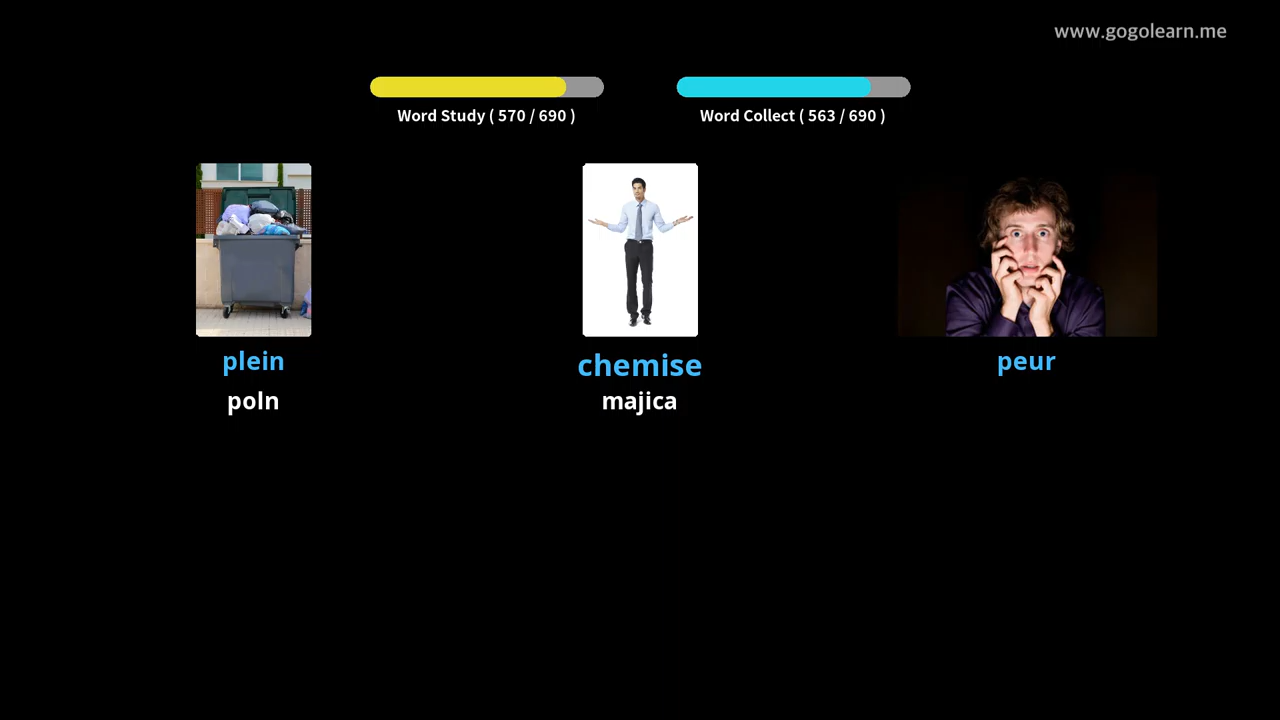 www.gogolearn.me
Word Study ( 570 / 690 )
Word Collect ( 563 / 690 )
plein
chemise
peur
poln
majica